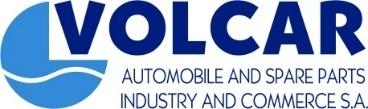 VOLCAR
AUTOMOBILE AND SPARE PARTS
INDUSTRY AND COMMERCE S.A.